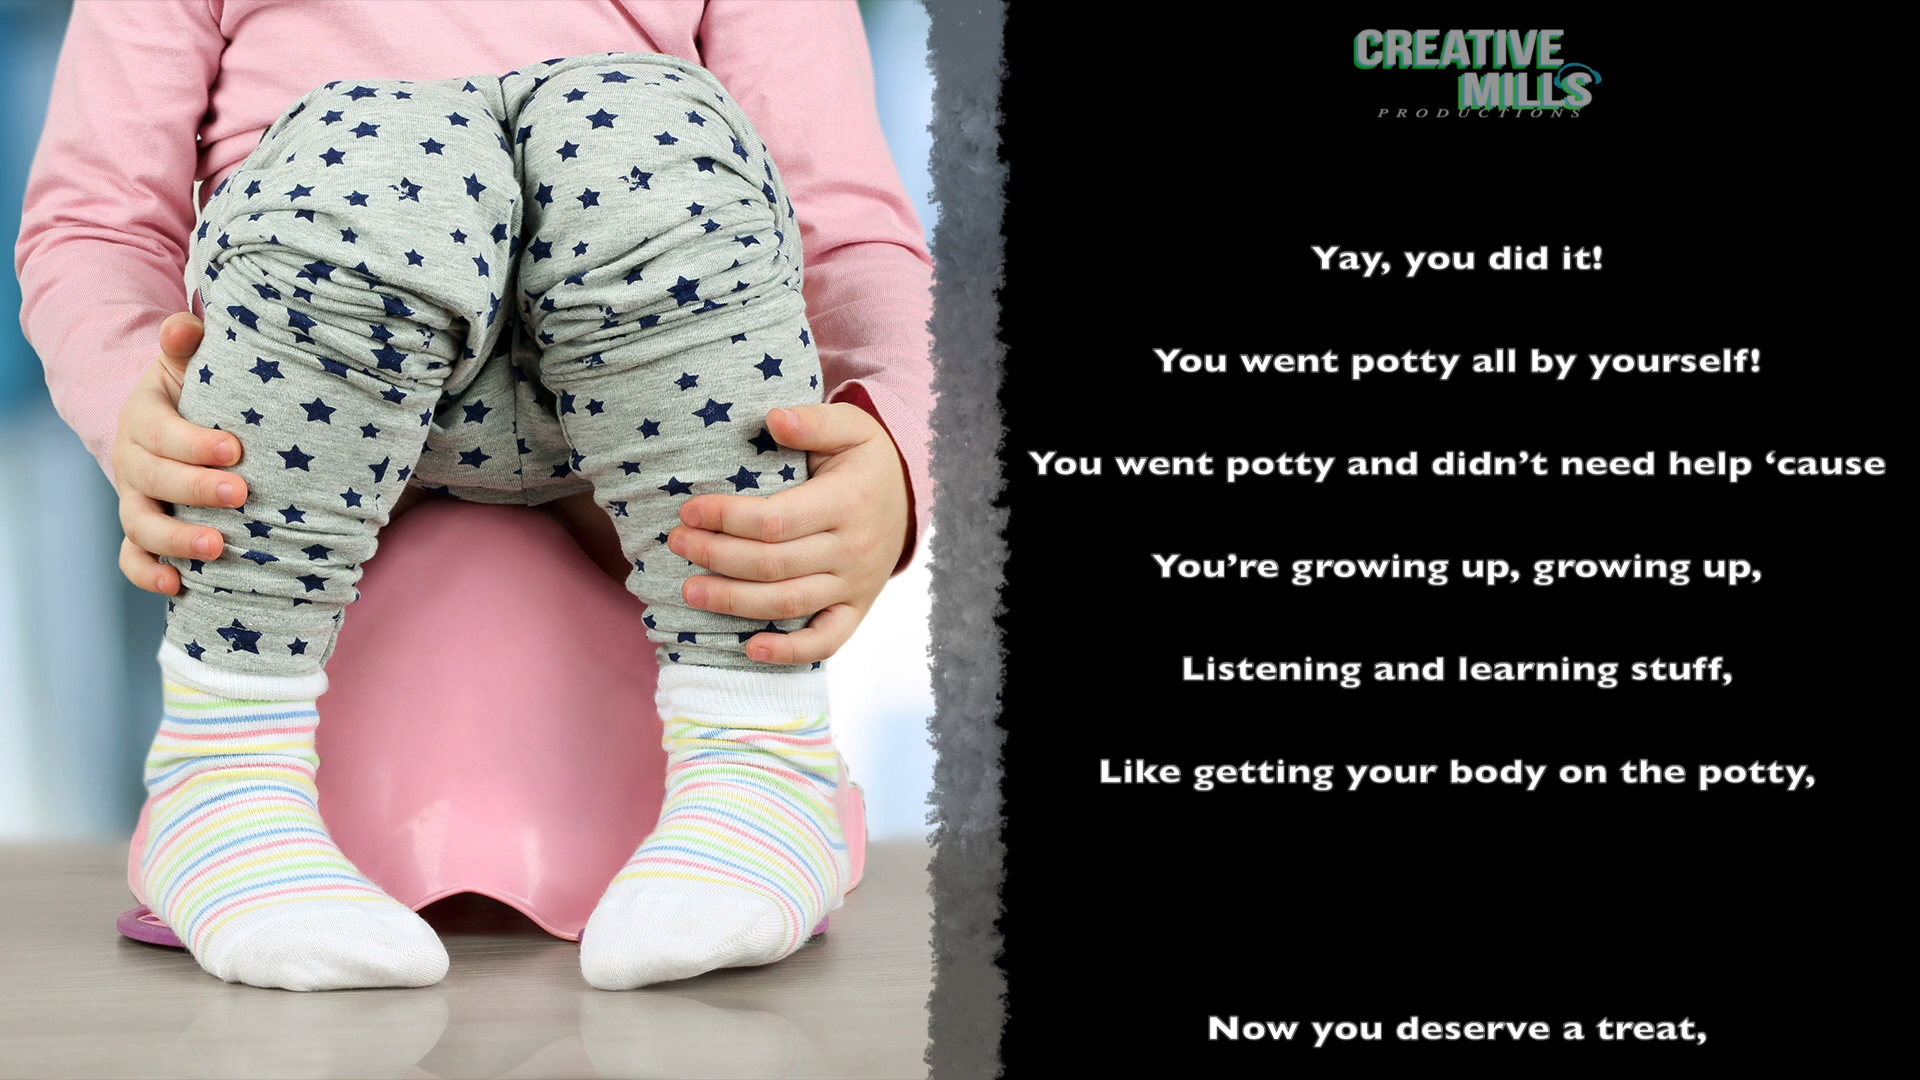 CREATIVE
MILLS
PRODUCTIONS
Yay, you did it!
You went potty all by yourself!
You went potty and didn’t need help ‘cause
You’re growing up, growing up,
Listening and learning stuff,
Like getting your body on the potty,
Now you deserve a treat,